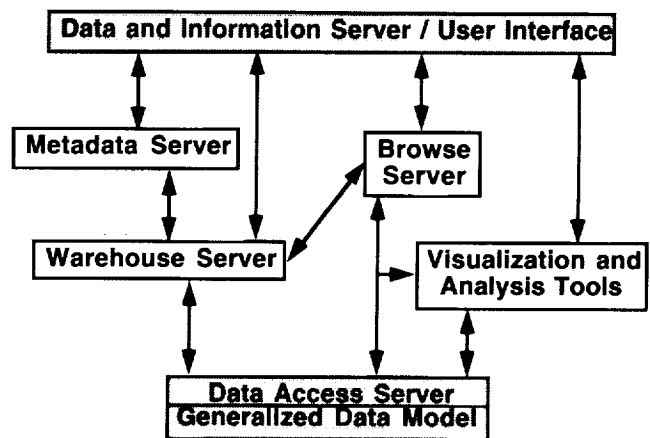 Data and Information Server / User Interface
Metadata Server
Browse
Server
Warehouse Server
Visualization and
Analysis Tools
Data Access Server
Generalized Data Model